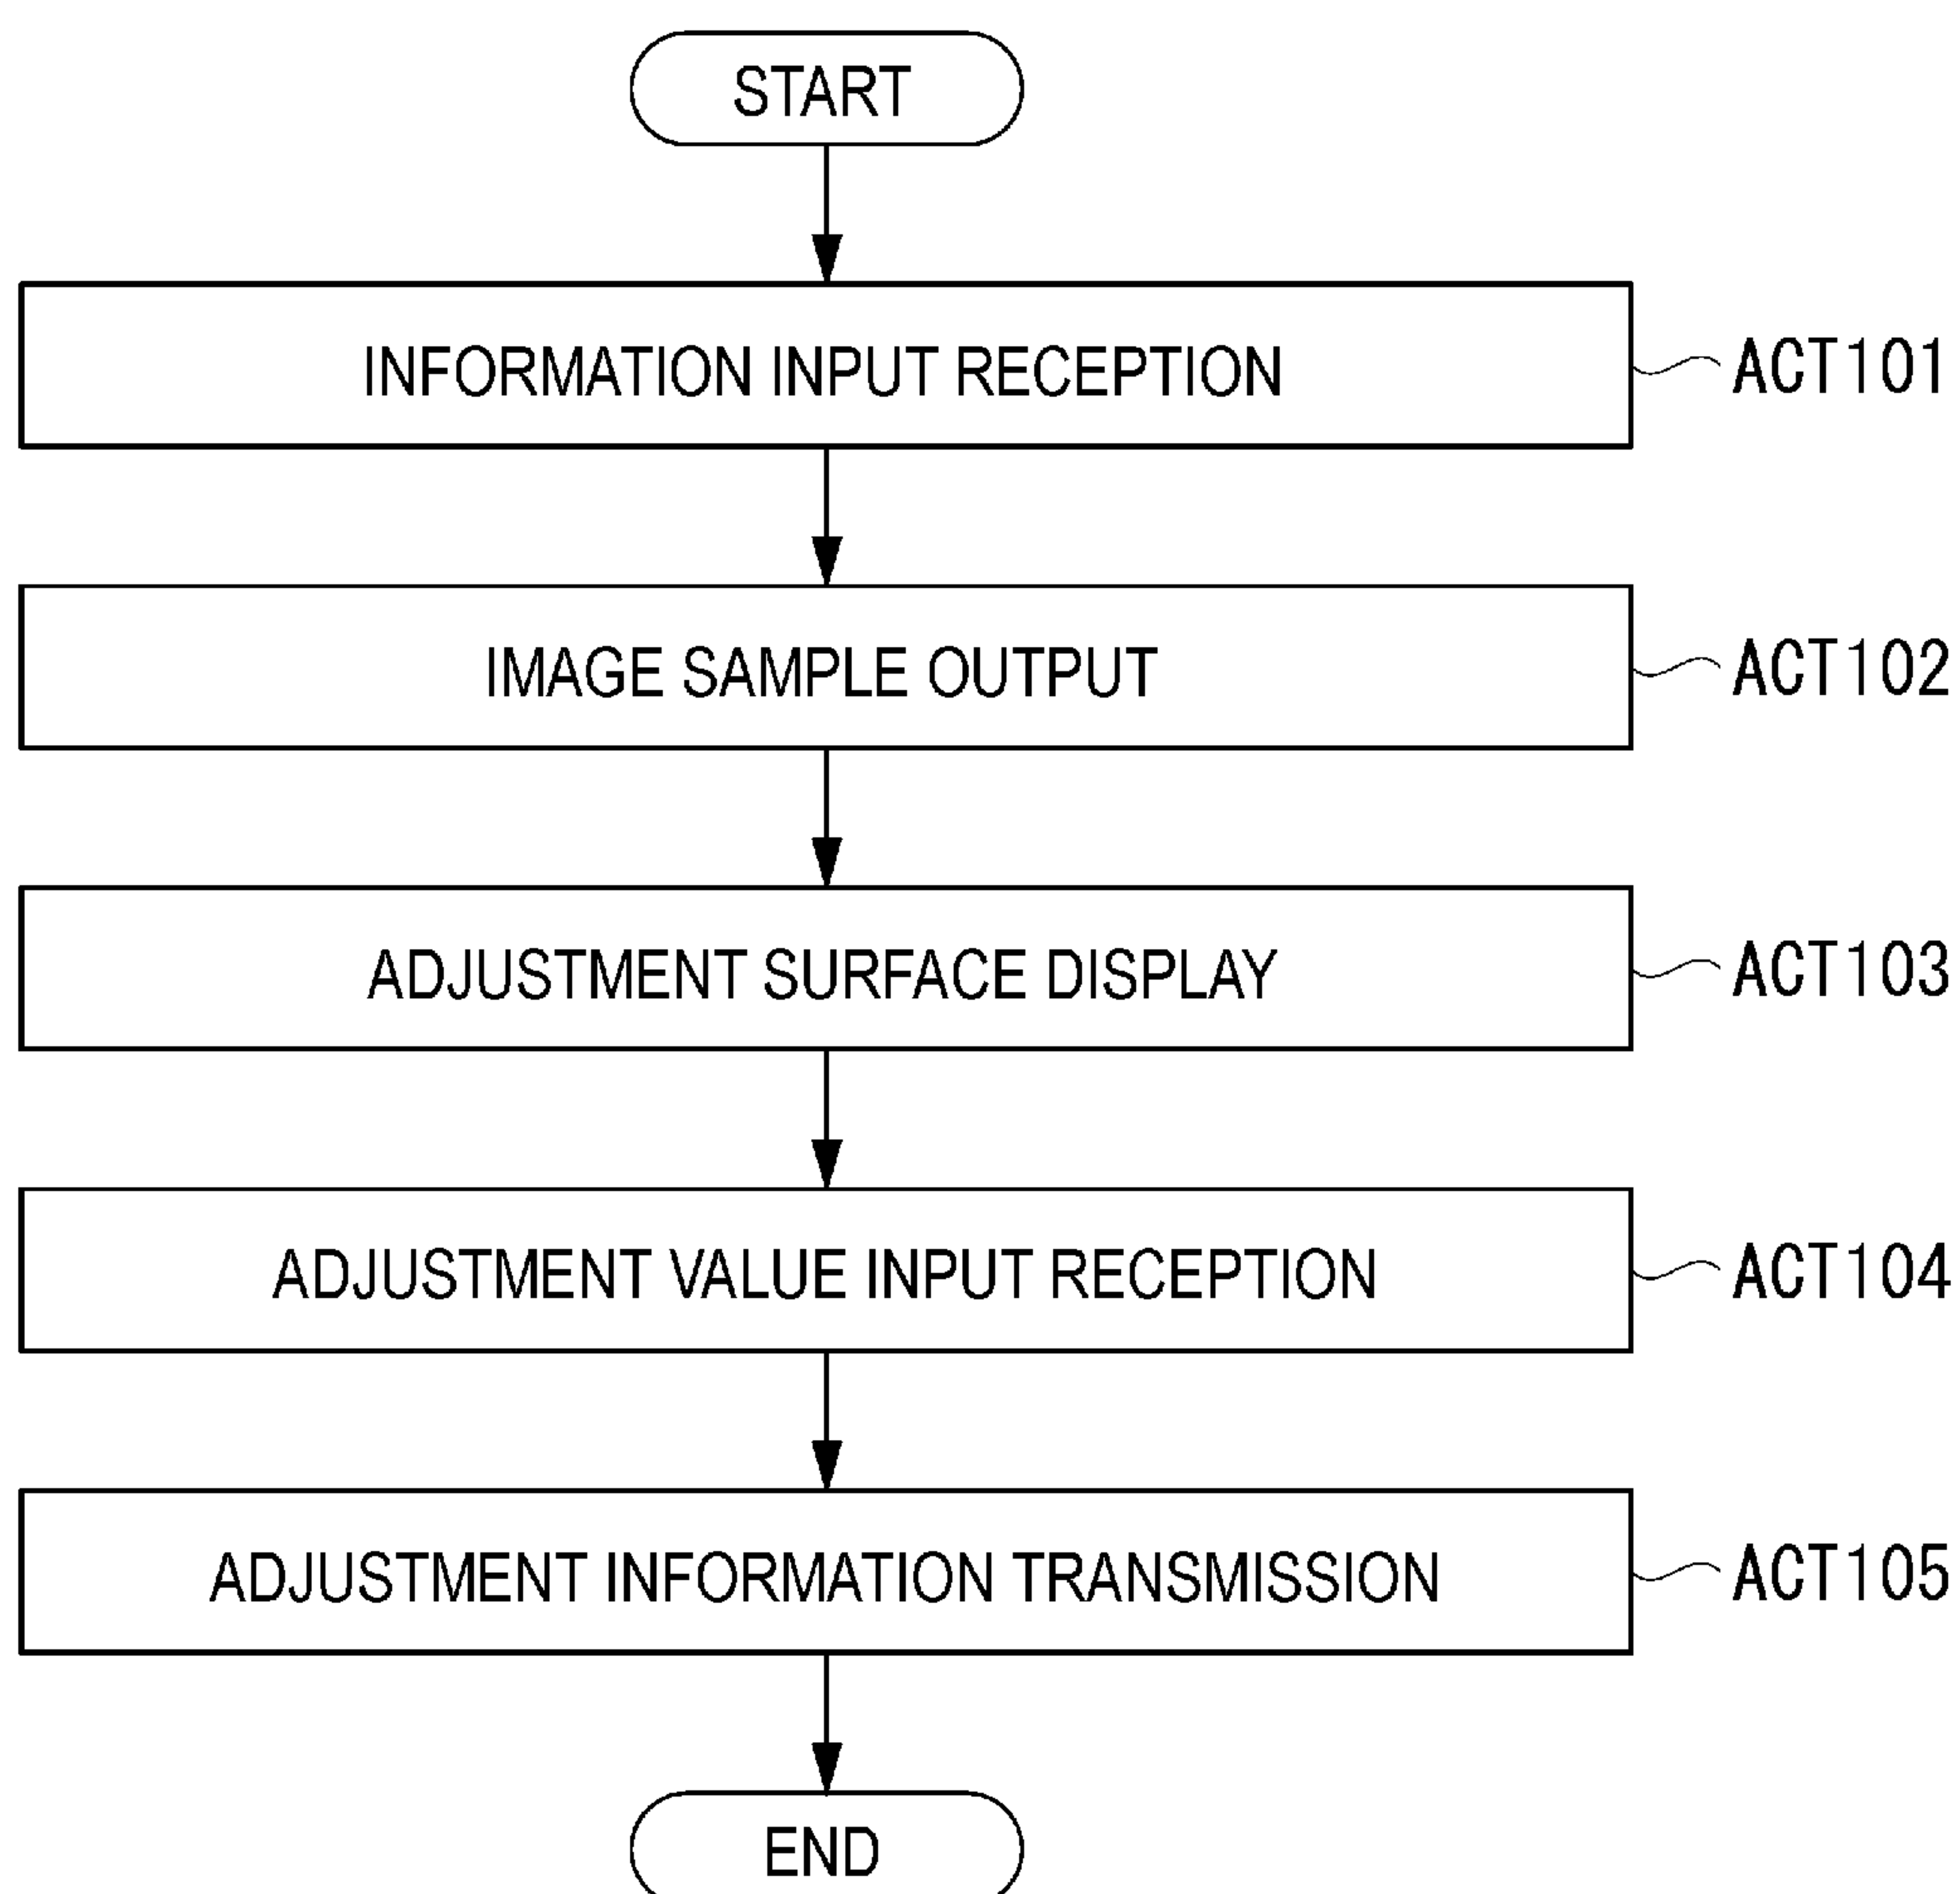 START
INFORMATION INPUT RECEPTION
ACT101
IMAGE SAMPLE OUTPUT
ACT102
ADJUSTMENT SURFACE DISPLAY
ACT103
ADJUSTMENT VALUE INPUT RECEPTION
ACT104
ADJUSTMENT INFORMATION TRANSMISSION
ACT105
END